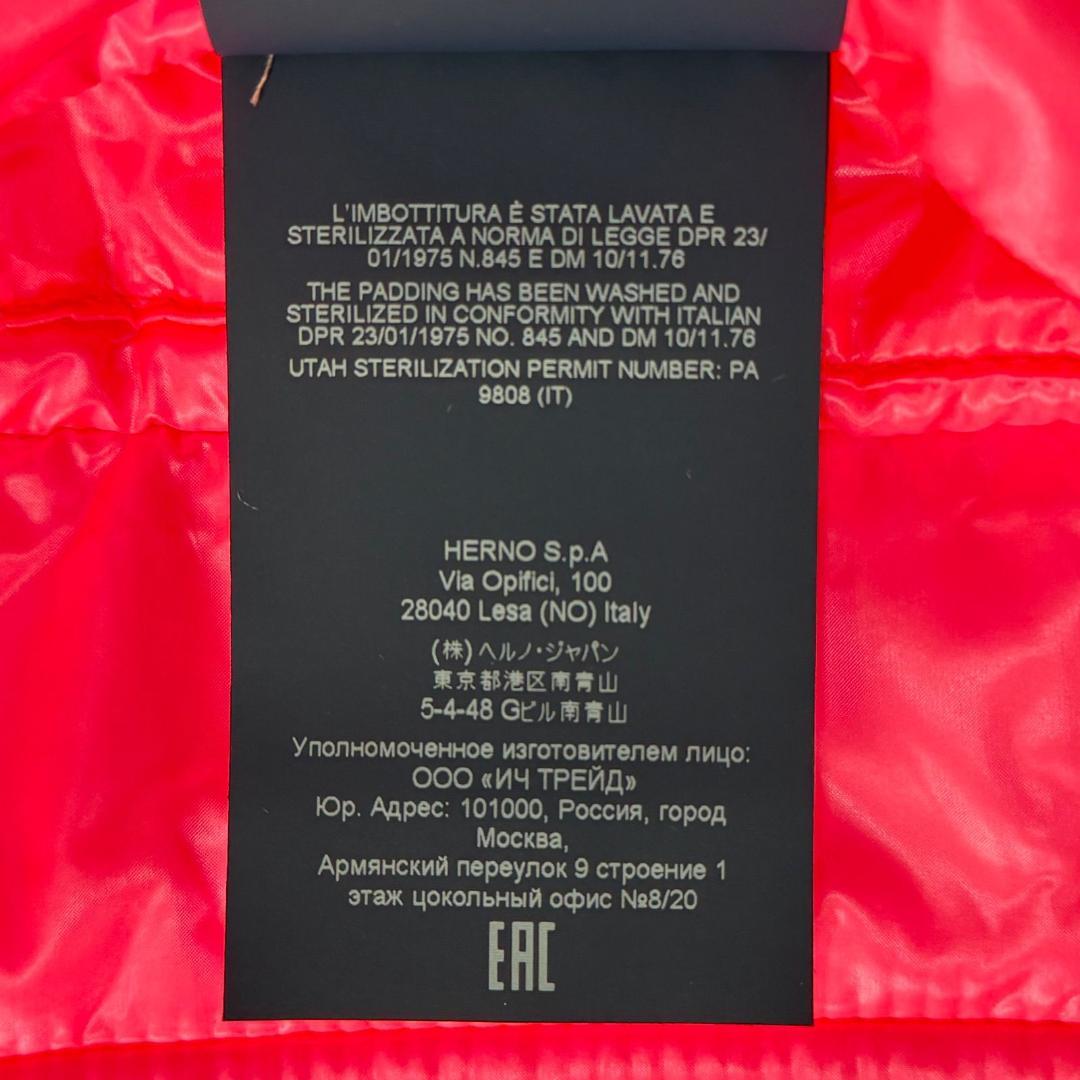 L'IMBOTTITURA È STATA LAVATA E
STERILIZZATA A NORMA DI LEGGE DPR 23/
01/1975 N.845 E DM 10/11.76
THE PADDING HAS BEEN WASHED AND
STERILIZED IN CONFORMITY WITH ITALIAN
DPR 23/01/1975 NO. 845 AND DM 10/11.76
UTAH STERILIZATION PERMIT NUMBER: PA
9808 (IT)
HERNO S.p.A
Via Opifici, 100
28040 Lesa (NO) Italy
(株) ヘルノ・ジャパン
東京都港区南青山
5-4-48 Gビル南青山
Уполномоченное изготовителем лицо:
ООО «ИЧ ТРЕЙД»
Юр. Адрес: 101000, Россия, город
Москва,
Армянский переулок 9 строение 1
этаж цокольный офис №8/20
EAC